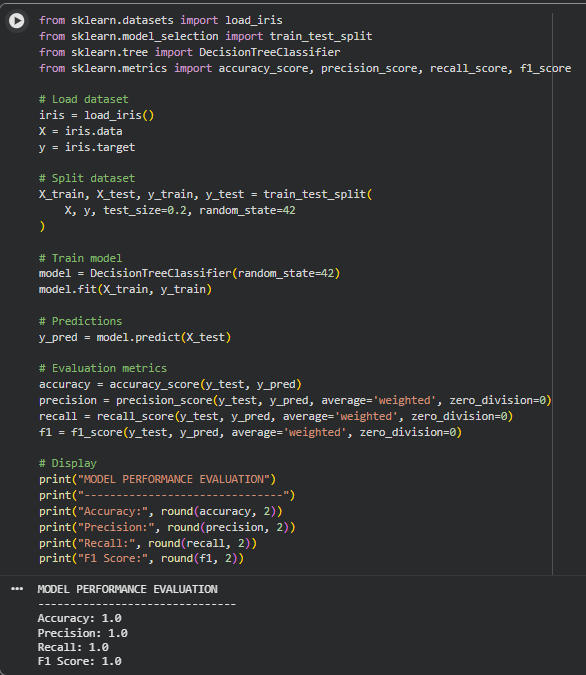 from sklearn.datasets import load_iris
from sklearn.model_selection import train_test_split
from sklearn.tree import DecisionTreeClassifier
from sklearn.metrics import accuracy_score, precision_score, recall_score, f1_score

# Load dataset
iris = load_iris()
X = iris.data
y = iris.target

# Split dataset
X_train, X_test, y_train, y_test = train_test_split(
    X, y, test_size=0.2, random_state=42
)

# Train model
model = DecisionTreeClassifier(random_state=42)
model.fit(X_train, y_train)

# Predictions
y_pred = model.predict(X_test)

# Evaluation metrics
accuracy = accuracy_score(y_test, y_pred)
precision = precision_score(y_test, y_pred, average='weighted', zero_division=0)
recall = recall_score(y_test, y_pred, average='weighted', zero_division=0)
f1 = f1_score(y_test, y_pred, average='weighted', zero_division=0)

# Display
print("MODEL PERFORMANCE EVALUATION")
print("-------------------------------")
print("Accuracy:", round(accuracy, 2))
print("Precision:", round(precision, 2))
print("Recall:", round(recall, 2))
print("F1 Score:", round(f1, 2))
MODEL PERFORMANCE EVALUATION
-------------------------------
Accuracy: 1.0
Precision: 1.0
Recall: 1.0
F1 Score: 1.0